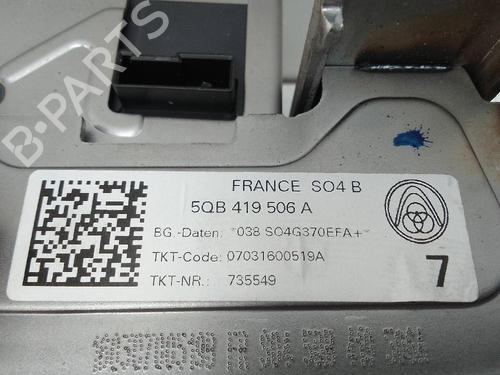 B-PARTS
FRANCE SO4 B
5QB 419 506 A
BG.-Daten: *038 SO4G370EFA+*
TKT-Code: 07031600519A
TKT-NR.: 735549
7